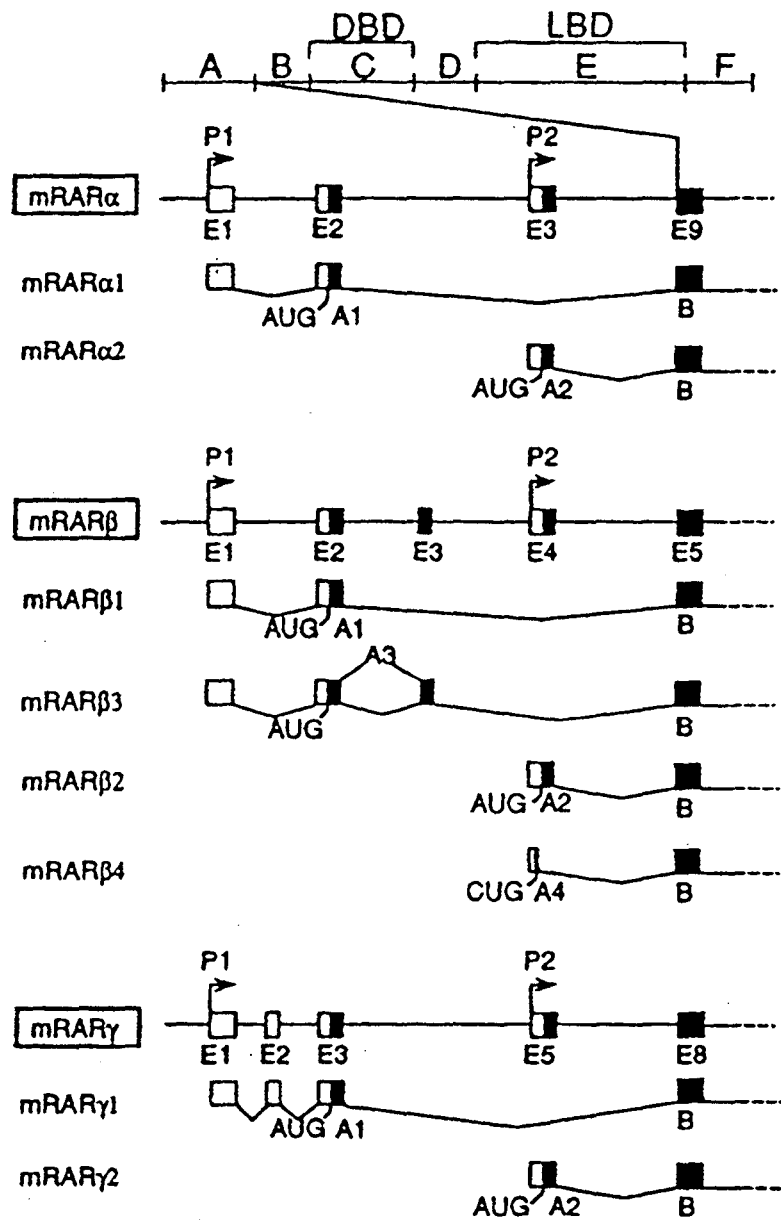 DBD LBD
A B C D E F
P1 P2
mRARα
E1 E2 E3 E9
mRARα1
AUG A1 B
mRARα2
AUG A2 B
P1 P2
mRARβ
E1 E2 E3 E4 E5
mRARβ1
AUG A1 B
A3
mRARβ3
AUG B
mRARβ2
AUG A2 B
mRARβ4
CUG A4 B
P1 P2
mRARγ
E1 E2 E3 E5 E8
mRARγ1
AUG A1 B
mRARγ2
AUG A2 B